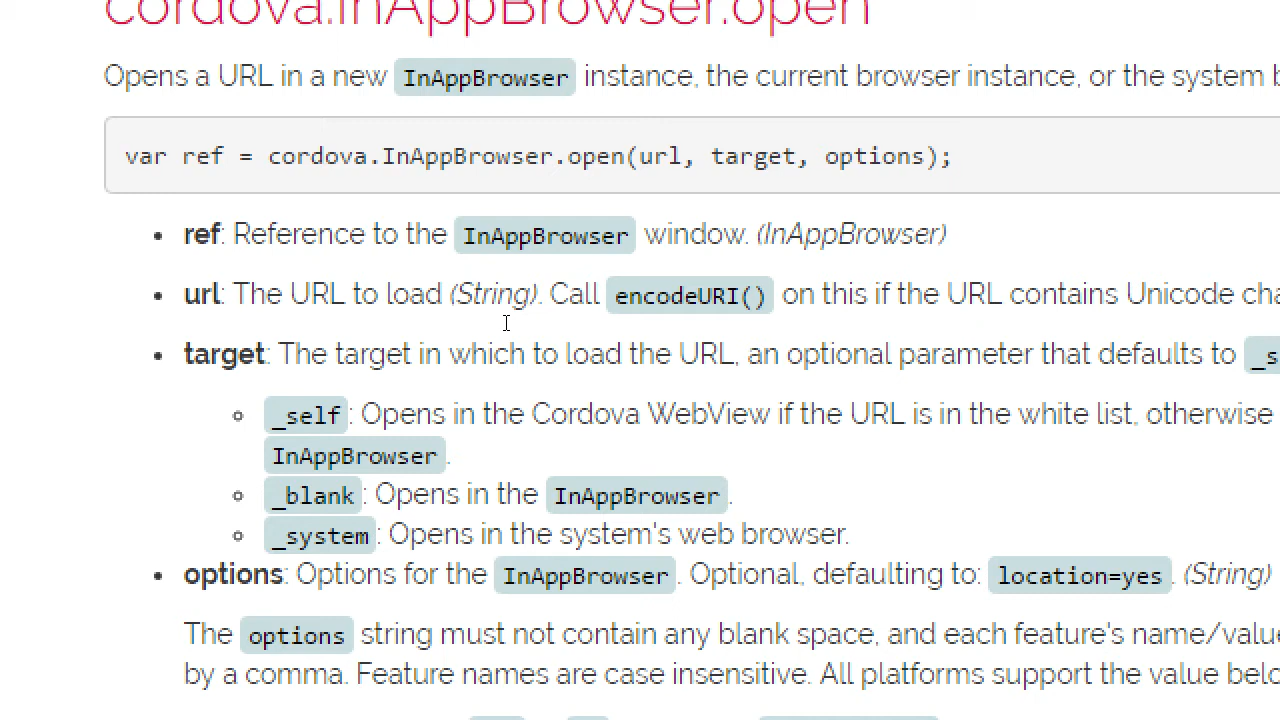 cordova.InAppBrowser.open
Opens a URL in a new InAppBrowser instance, the current browser instance, or the system
var ref = cordova.InAppBrowser.open(url, target, options);
ref: Reference to the InAppBrowser window. (InAppBrowser)
url: The URL to load (String). Call encodeURI() on this if the URL contains Unicode
target: The target in which to load the URL, an optional parameter that defaults to
_self: Opens in the Cordova WebView if the URL is in the white list, otherwise
InAppBrowser.
_blank: Opens in the InAppBrowser.
_system: Opens in the system's web browser.
options: Options for the InAppBrowser. Optional, defaulting to: location=yes. (String)
The options string must not contain any blank space, and each feature's
by a comma. Feature names are case insensitive. All platforms support the value